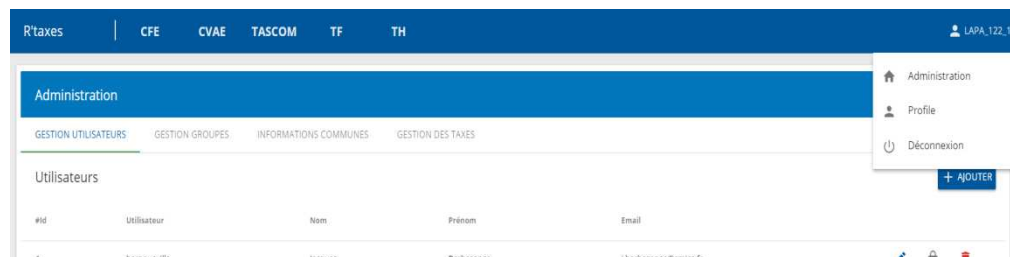 R'taxes CFE CVAE TASCOM TF TH LAPA_122_1
Administration
Profile
Déconnexion
Administration
GESTION UTILISATEURS GESTION GROUPES INFORMATIONS COMMUNES GESTION DES TAXES
Utilisateurs + AJOUTER
#Id Utilisateur Nom Prénom Email